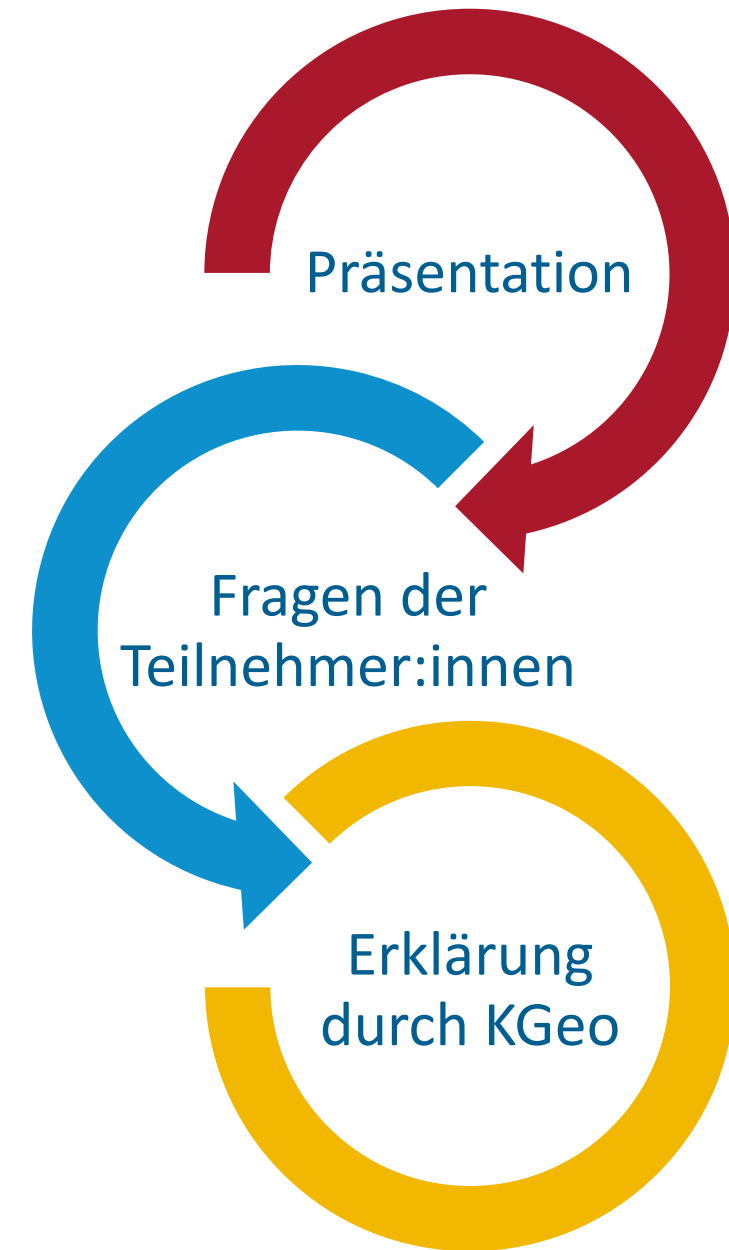 Präsentation
Fragen der
Teilnehmer:innen
Erklärung
durch KGeo